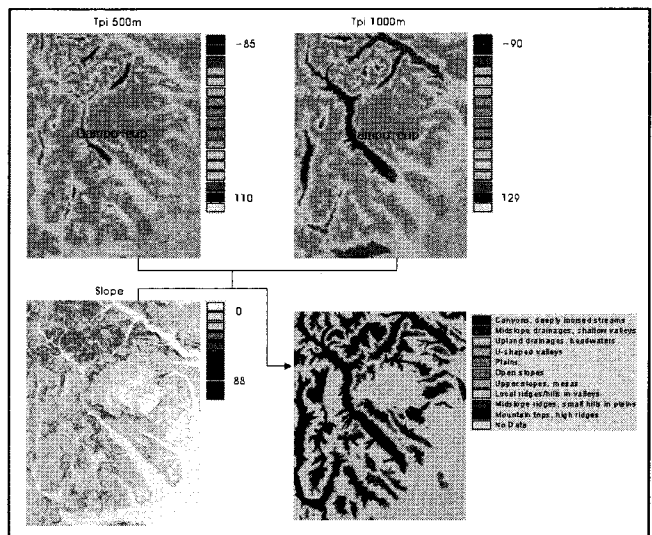 Tpi 500m
Tpi 1000m
-85
110
-90
129
Slope
0
88
Canyons, deeply incised streams
Midslope drainages, shallow valleys
Upland drainages, headwaters
U-shaped valleys
Plains
Open slopes
Upper slopes, mesas
Local ridges/hills in valleys
Midslope ridges, small hills in plains
Mountain tops, high ridges
No Data